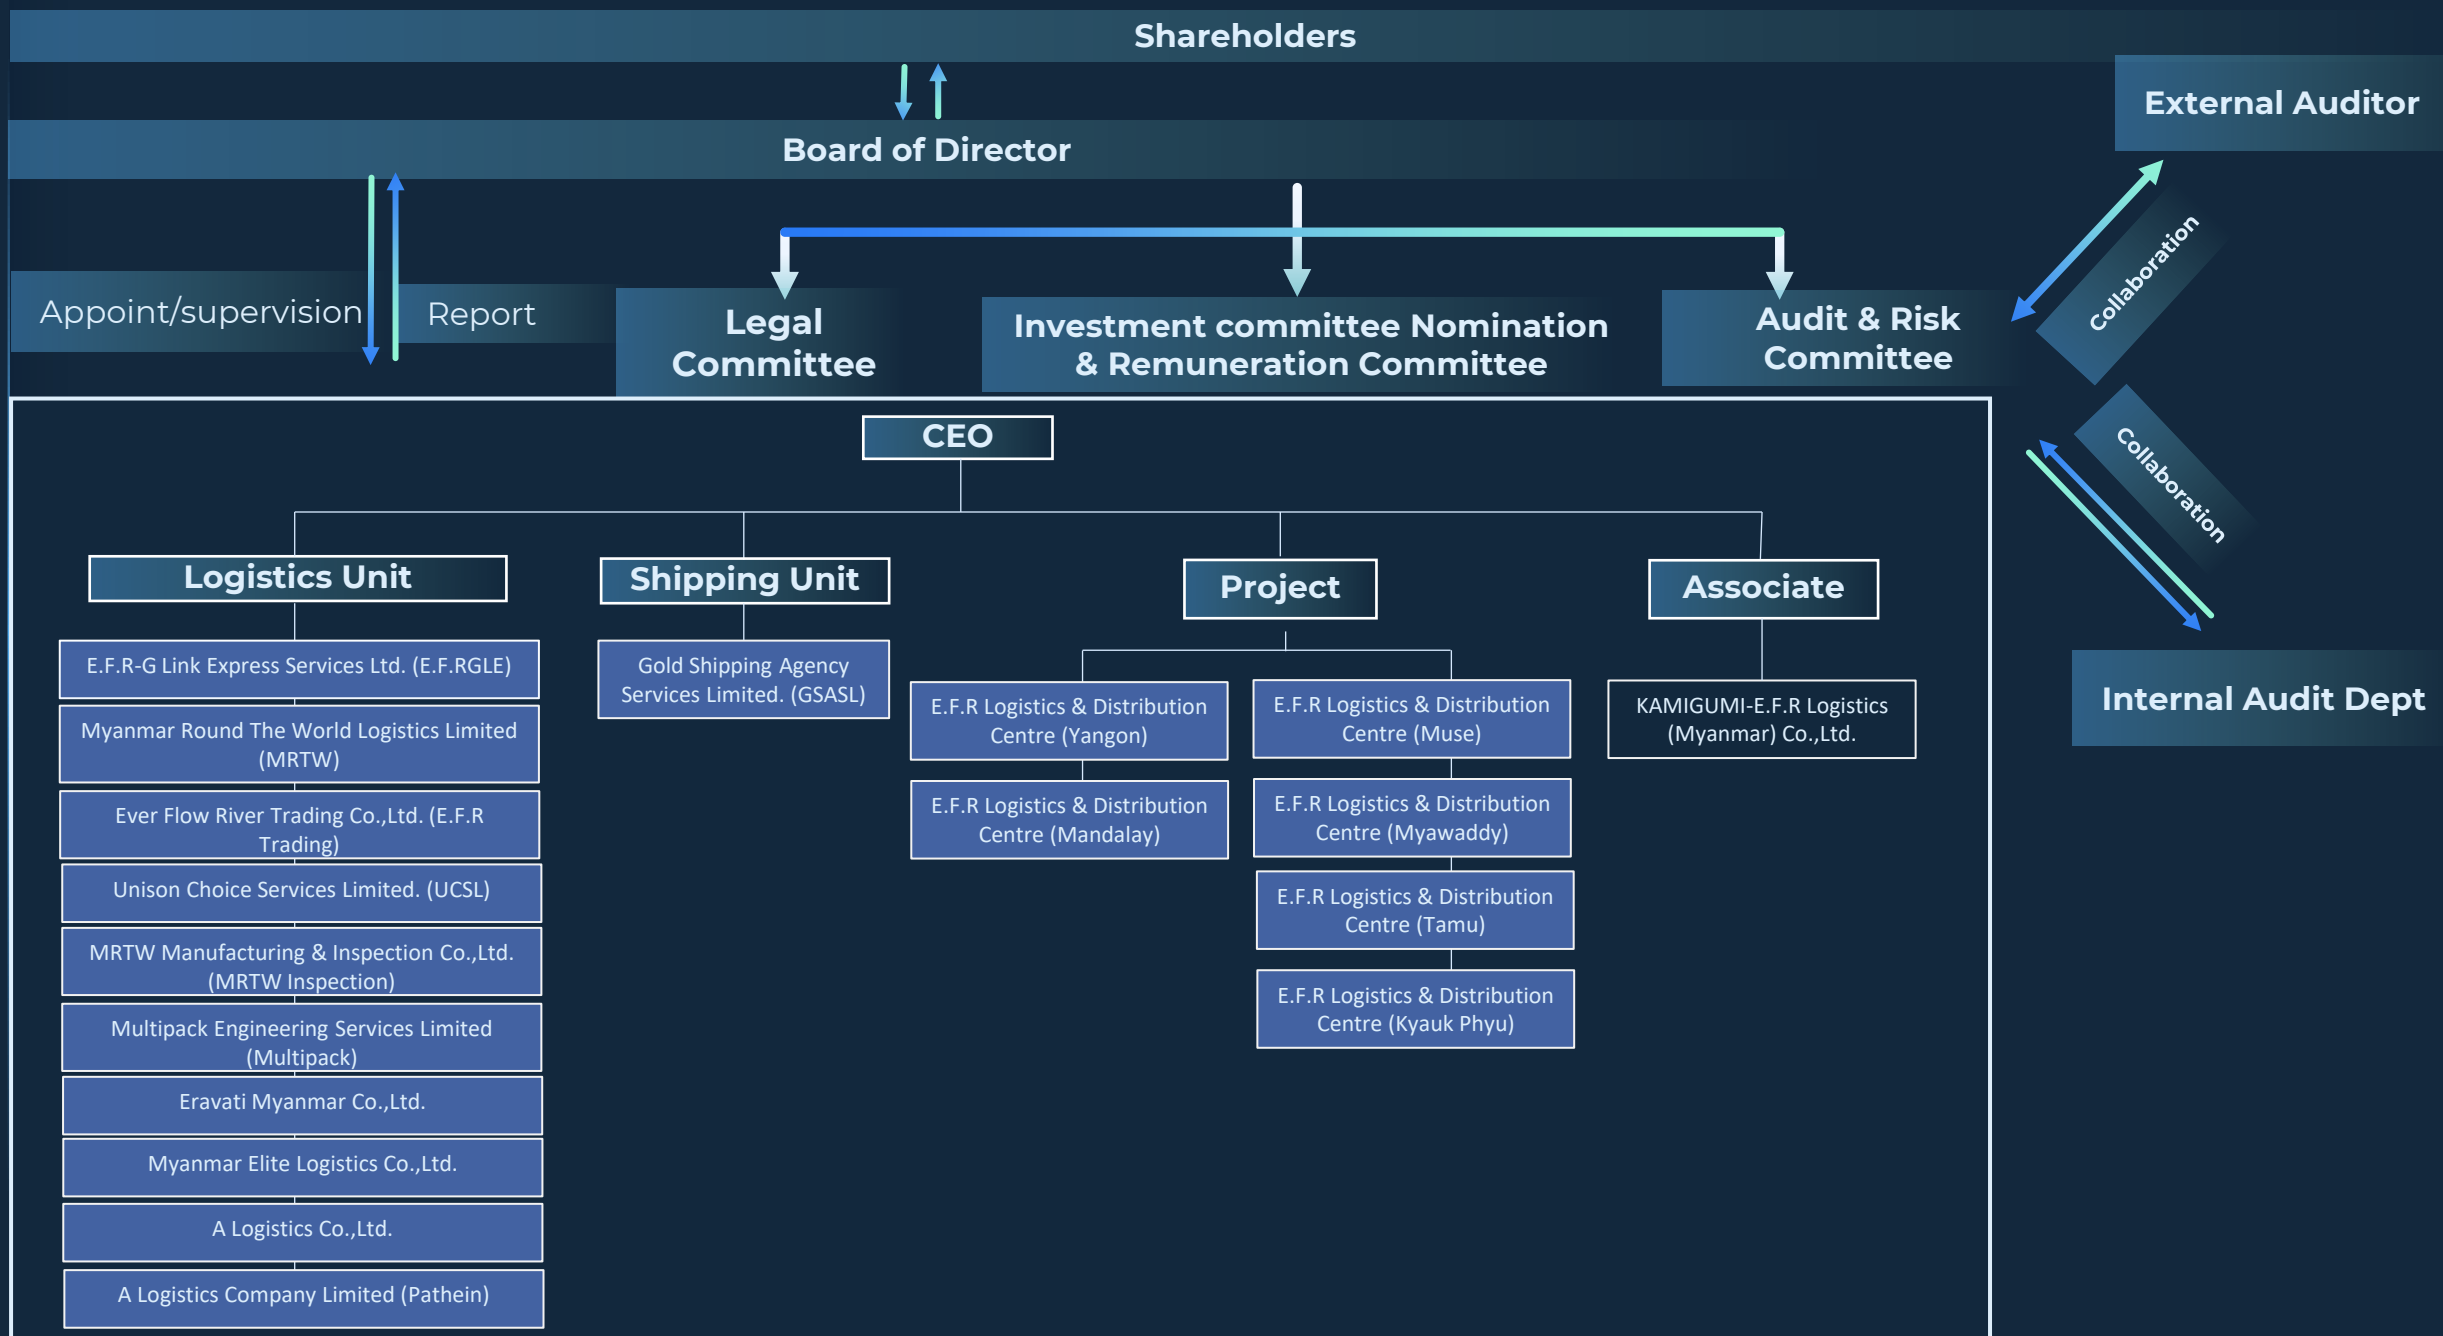 Shareholders
External Auditor
Board of Director
Collaboration
Appoint/supervision
Report
Legal
Committee
Investment committee Nomination
& Remuneration Committee
Audit & Risk
Committee
Collaboration
Internal Audit Dept
CEO
Logistics Unit
E.F.R-G Link Express Services Ltd. (E.F.RGLE)
Myanmar Round The World Logistics Limited
(MRTW)
Ever Flow River Trading Co.,Ltd. (E.F.R
Trading)
Unison Choice Services Limited. (UCSL)
MRTW Manufacturing & Inspection Co.,Ltd.
(MRTW Inspection)
Multipack Engineering Services Limited
(Multipack)
Eravati Myanmar Co.,Ltd.
Myanmar Elite Logistics Co.,Ltd.
A Logistics Co.,Ltd.
A Logistics Company Limited (Pathein)
Shipping Unit
Gold Shipping Agency
Services Limited. (GSASL)
Project
E.F.R Logistics & Distribution
Centre (Yangon)
E.F.R Logistics & Distribution
Centre (Mandalay)
E.F.R Logistics & Distribution
Centre (Muse)
E.F.R Logistics & Distribution
Centre (Myawaddy)
E.F.R Logistics & Distribution
Centre (Tamu)
E.F.R Logistics & Distribution
Centre (Kyauk Phyu)
Associate
KAMIGUMI-E.F.R Logistics
(Myanmar) Co.,Ltd.